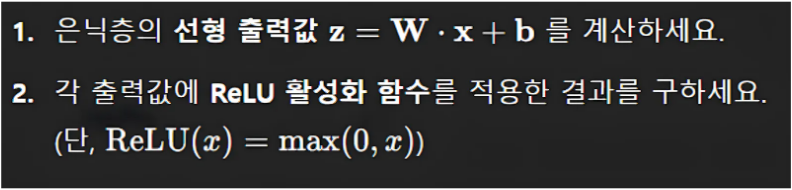 1. 은닉층의 선형 출력값 z = W · x + b 를 계산하세요.
2. 각 출력값에 ReLU 활성화 함수를 적용한 결과를 구하세요.
(단, ReLU(x) = max(0, x))